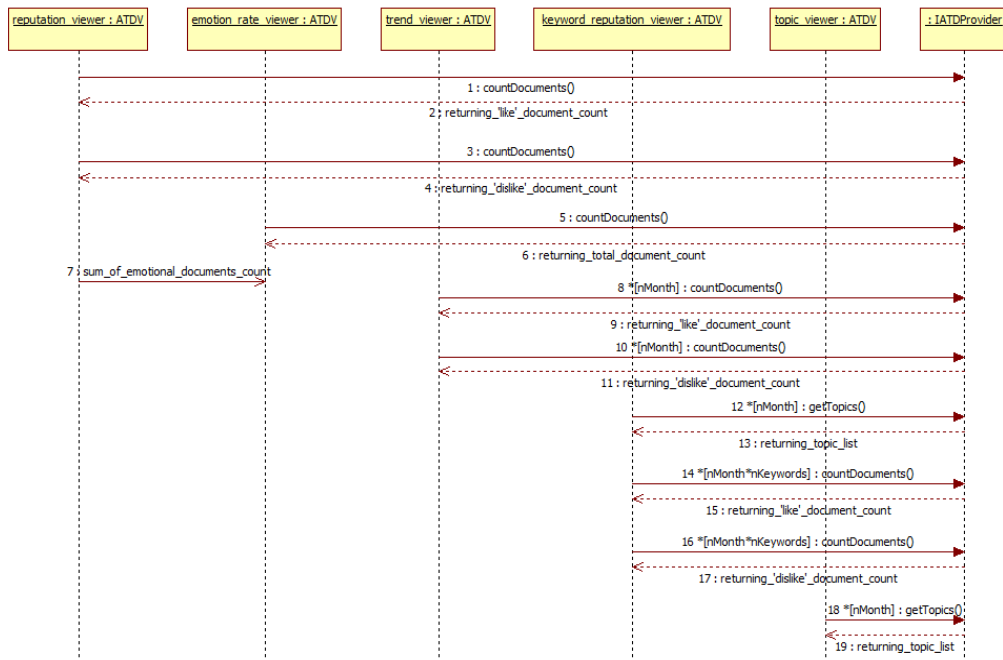 reputation_viewer : ATDV
emotion_rate_viewer : ATDV
trend_viewer : ATDV
keyword_reputation_viewer : ATDV
topic_viewer : ATDV
: IATDProvider
1 : countDocuments()
2 : returning_'like'_document_count
3 : countDocuments()
4 : returning_'dislike'_document_count
5 : countDocuments()
6 : returning_total_document_count
7 : sum_of_emotional_documents_count
8 *[nMonth] : countDocuments()
9 : returning_'like'_document_count
10 *[nMonth] : countDocuments()
11 : returning_'dislike'_document_count
12 *[nMonth] : getTopics()
13 : returning_topic_list
14 *[nMonth*nKeywords] : countDocuments()
15 : returning_'like'_document_count
16 *[nMonth*nKeywords] : countDocuments()
17 : returning_'dislike'_document_count
18 *[nMonth] : getTopics()
19 : returning_topic_list